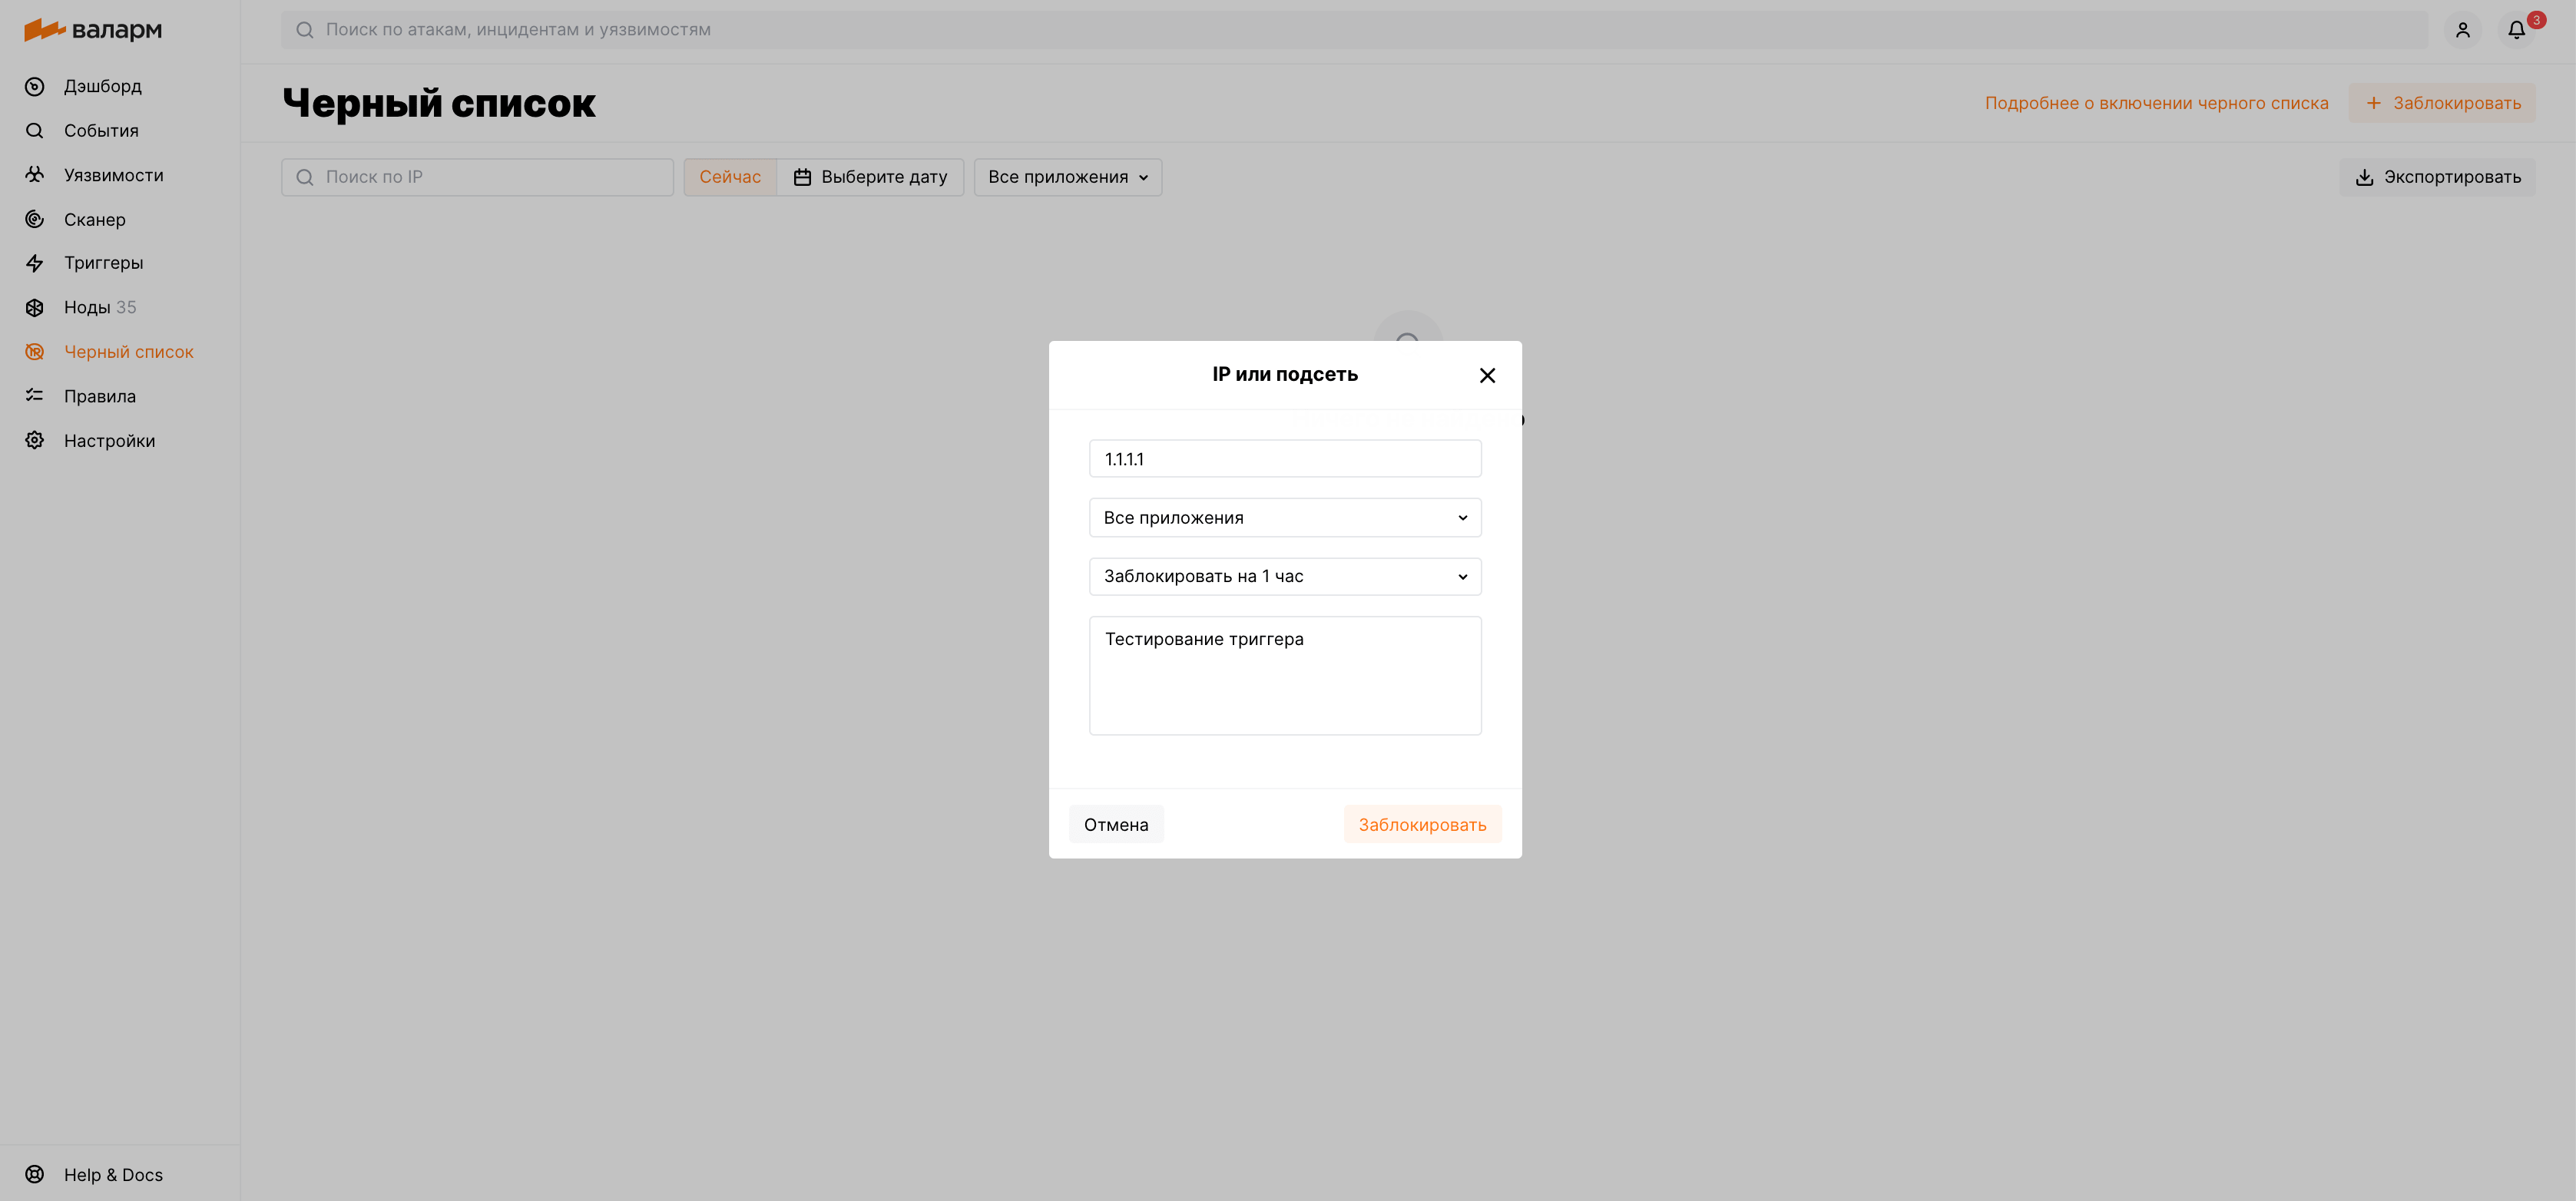 валарм
Поиск по атакам, инцидентам и уязвимостям
3
Дэшборд
События
Уязвимости
Сканер
Триггеры
Ноды 35
Черный список
Правила
Настройки
Help & Docs
Черный список
Подробнее о включении черного списка
Заблокировать
Поиск по IP
Сейчас
Выберите дату
Все приложения
Экспортировать
IP или подсеть
1.1.1.1
Все приложения
Заблокировать на 1 час
Тестирование триггера
Отмена
Заблокировать